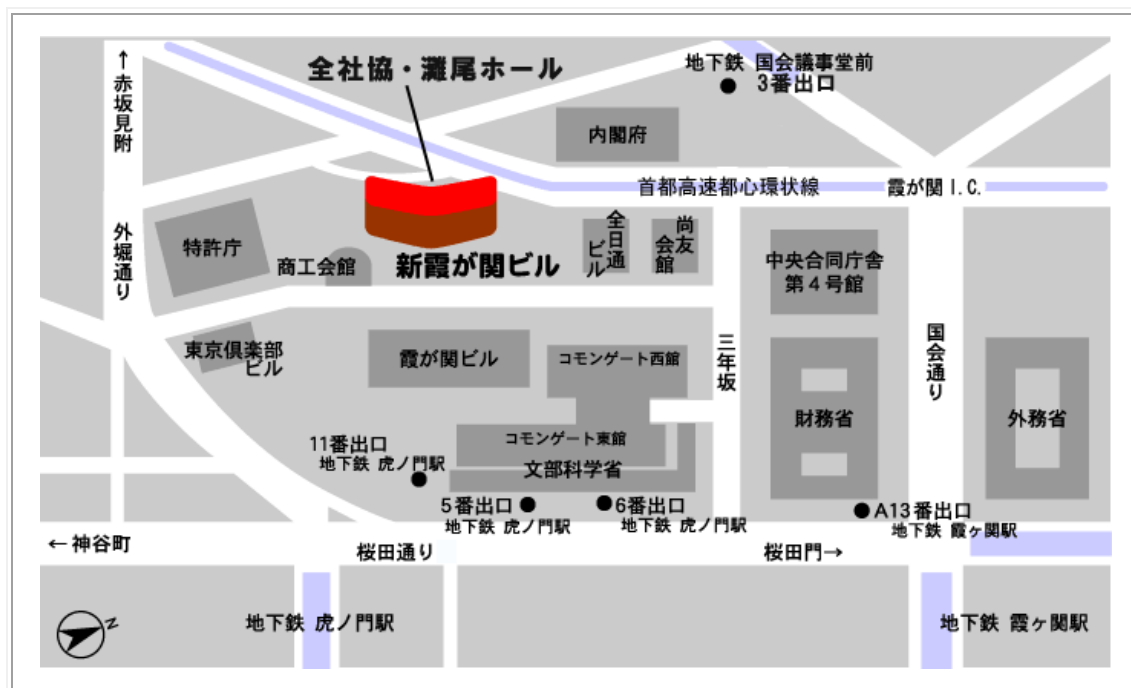 ↑赤坂見附
全社協・灘尾ホール
地下鉄 国会議事堂前
3番出口
内閣府
首都高速都心環状線
霞が関 I.C.
外堀通り
特許庁
商工会館
新霞が関ビル
全日通
ビル
尚友
会館
中央合同庁舎
第4号館
東京倶楽部
ビル
霞が関ビル
コモンゲート西館
三年坂
国会通り
財務省
外務省
コモンゲート東館
文部科学省
11番出口
地下鉄 虎ノ門駅
5番出口
地下鉄 虎ノ門駅
6番出口
地下鉄 虎ノ門駅
A13番出口
地下鉄 霞ヶ関駅
←神谷町
桜田通り
桜田門→
地下鉄 虎ノ門駅
地下鉄 霞ヶ関駅
N